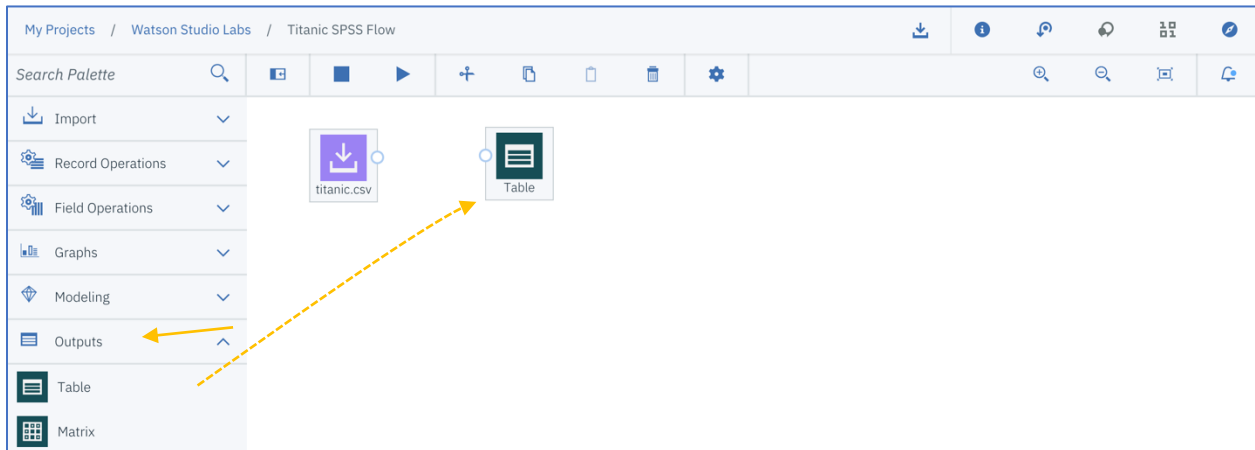 My Projects / Watson Studio Labs / Titanic SPSS Flow
Search Palette
Import
Record Operations
Field Operations
Graphs
Modeling
Outputs
Table
Matrix
titanic.csv
Table